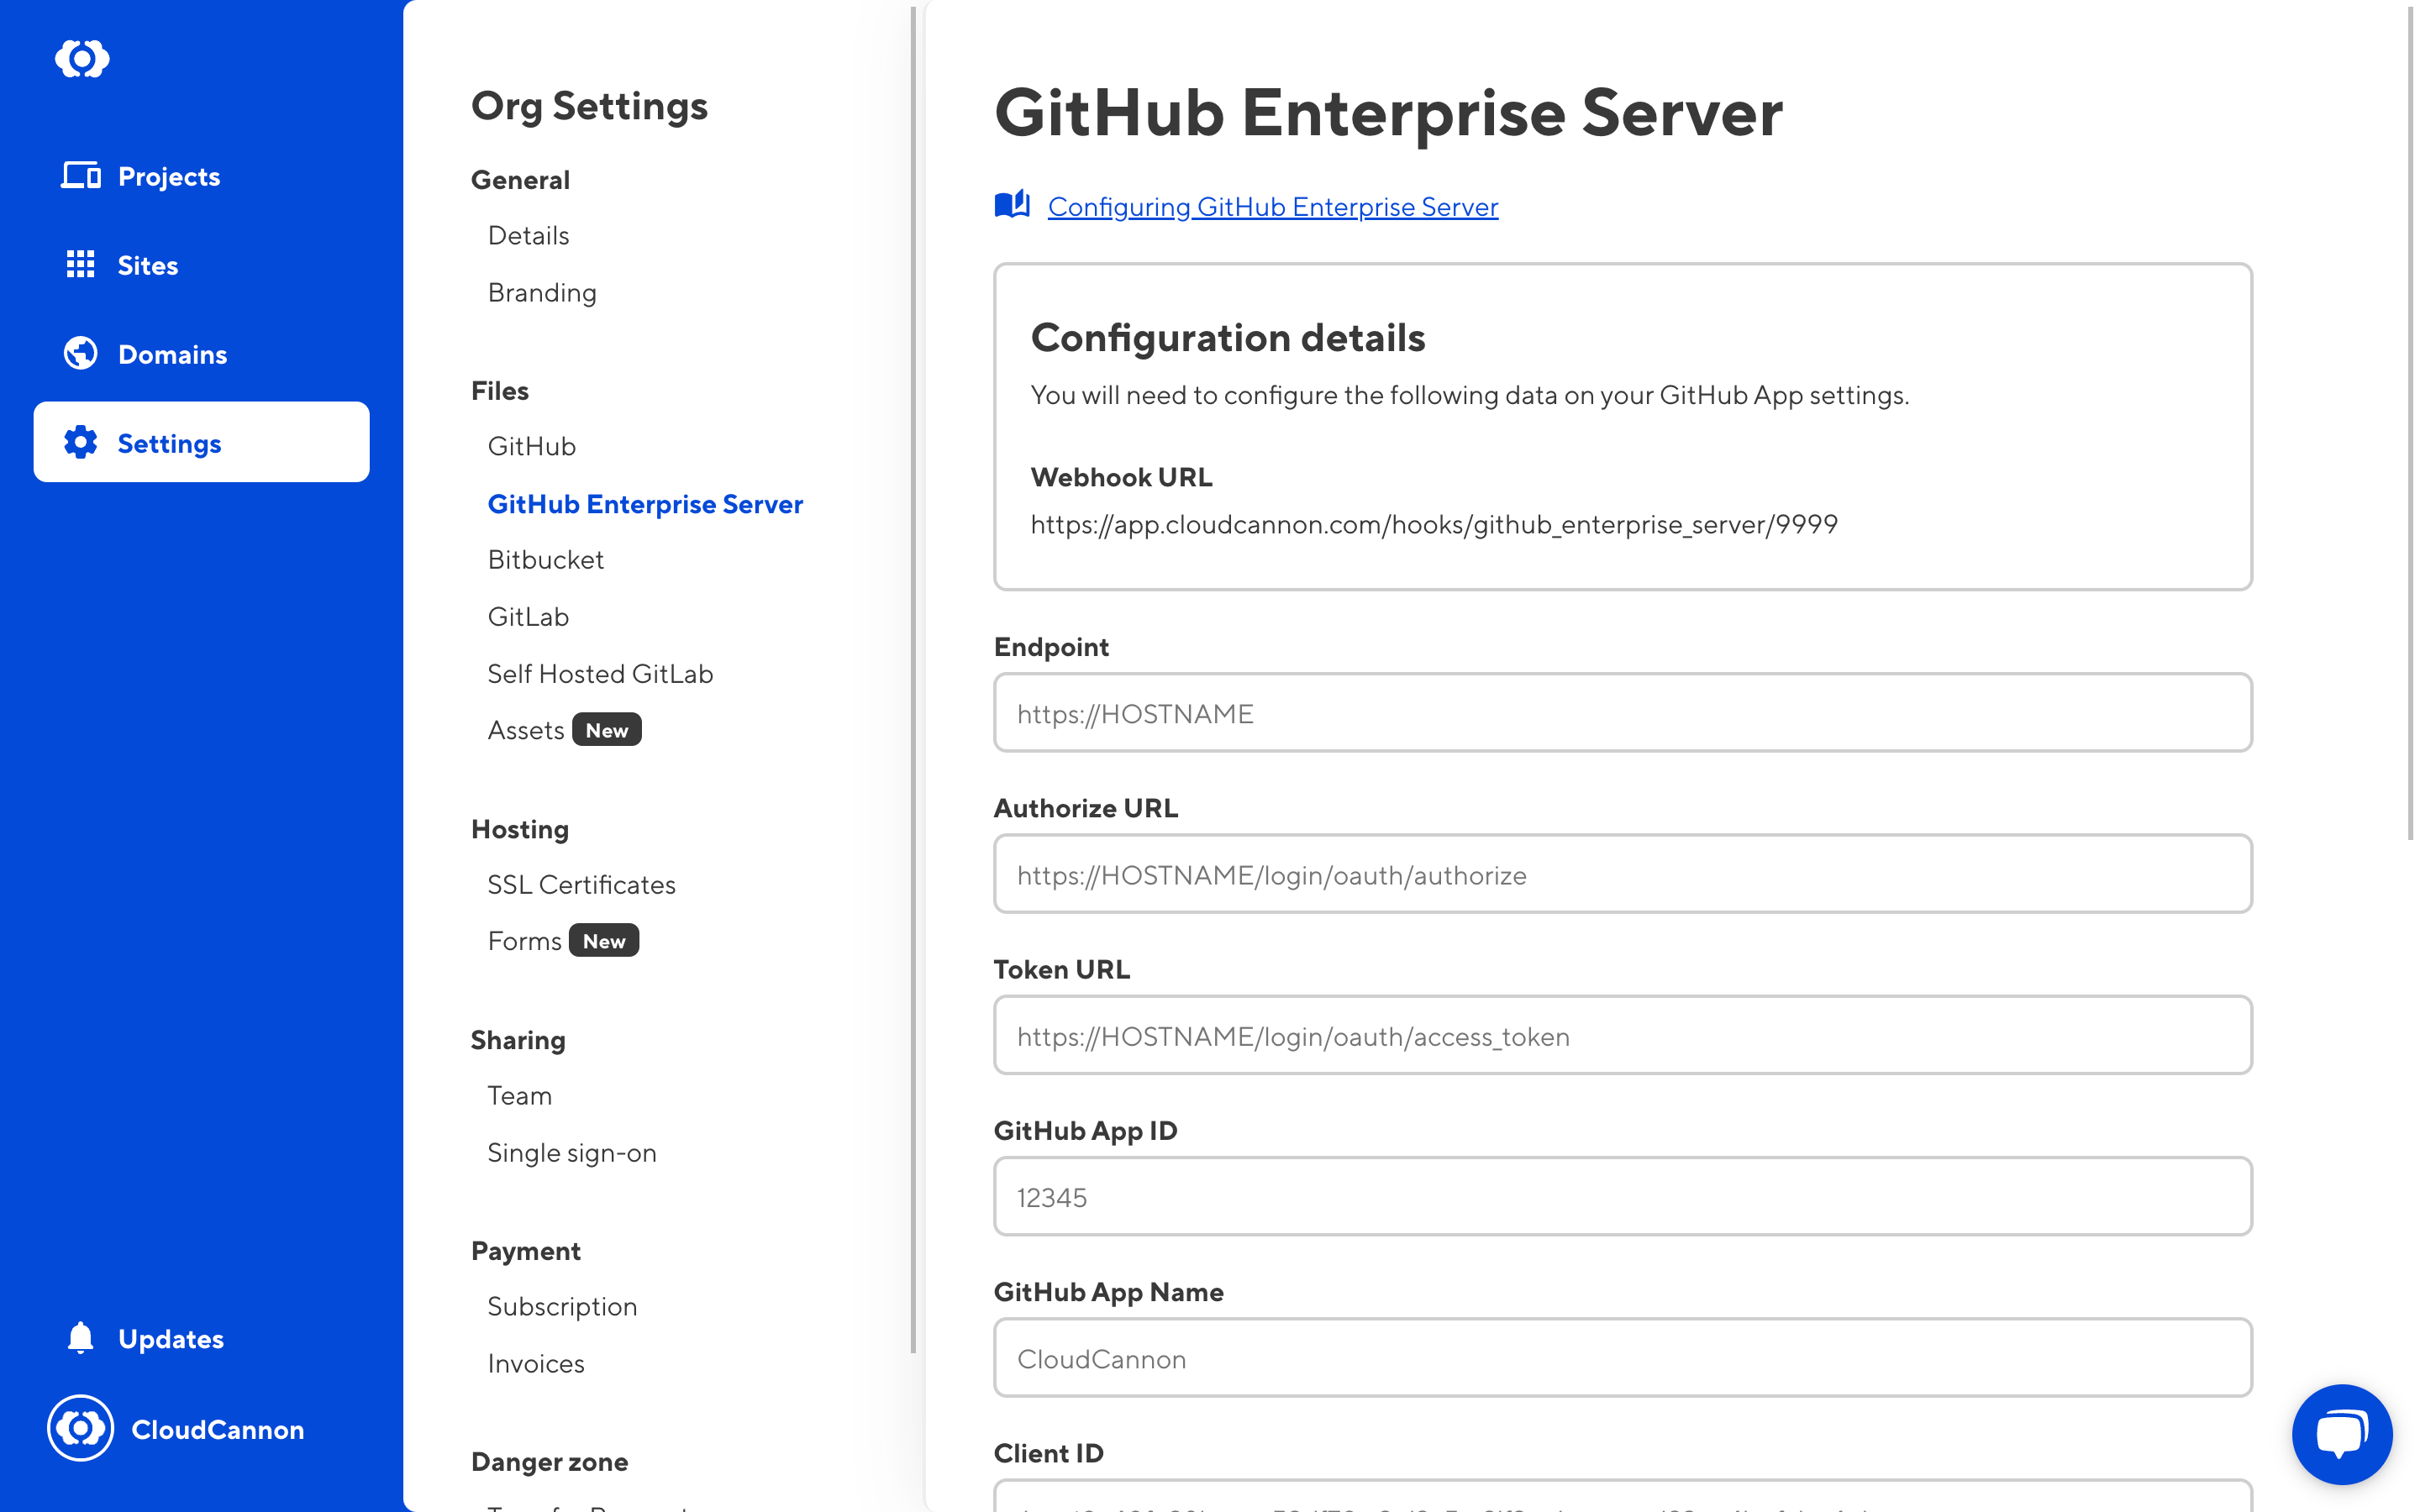 Projects
Sites
Domains
Settings
Updates
CloudCannon
Org Settings
General
Details
Branding
Files
GitHub
GitHub Enterprise Server
Bitbucket
GitLab
Self Hosted GitLab
Assets New
Hosting
SSL Certificates
Forms New
Sharing
Team
Single sign-on
Payment
Subscription
Invoices
Danger zone
GitHub Enterprise Server
Configuring GitHub Enterprise Server
Configuration details
You will need to configure the following data on your GitHub App settings.
Webhook URL
https://app.cloudcannon.com/hooks/github_enterprise_server/9999
Endpoint
https://HOSTNAME
Authorize URL
https://HOSTNAME/login/oauth/authorize
Token URL
https://HOSTNAME/login/oauth/access_token
GitHub App ID
12345
GitHub App Name
CloudCannon
Client ID